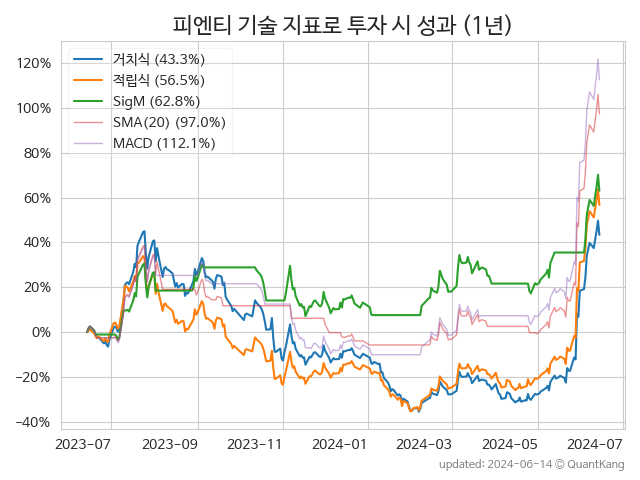 피엔티 기술 지표로 투자 시 성과 (1년)
거치식 (43.3%)
적립식 (56.5%)
SigM (62.8%)
SMA(20) (97.0%)
MACD (112.1%)
120%
100%
80%
60%
40%
20%
0%
−20%
−40%
2023-07
2023-09
2023-11
2024-01
2024-03
2024-05
2024-07
updated: 2024-06-14 © QuantKang